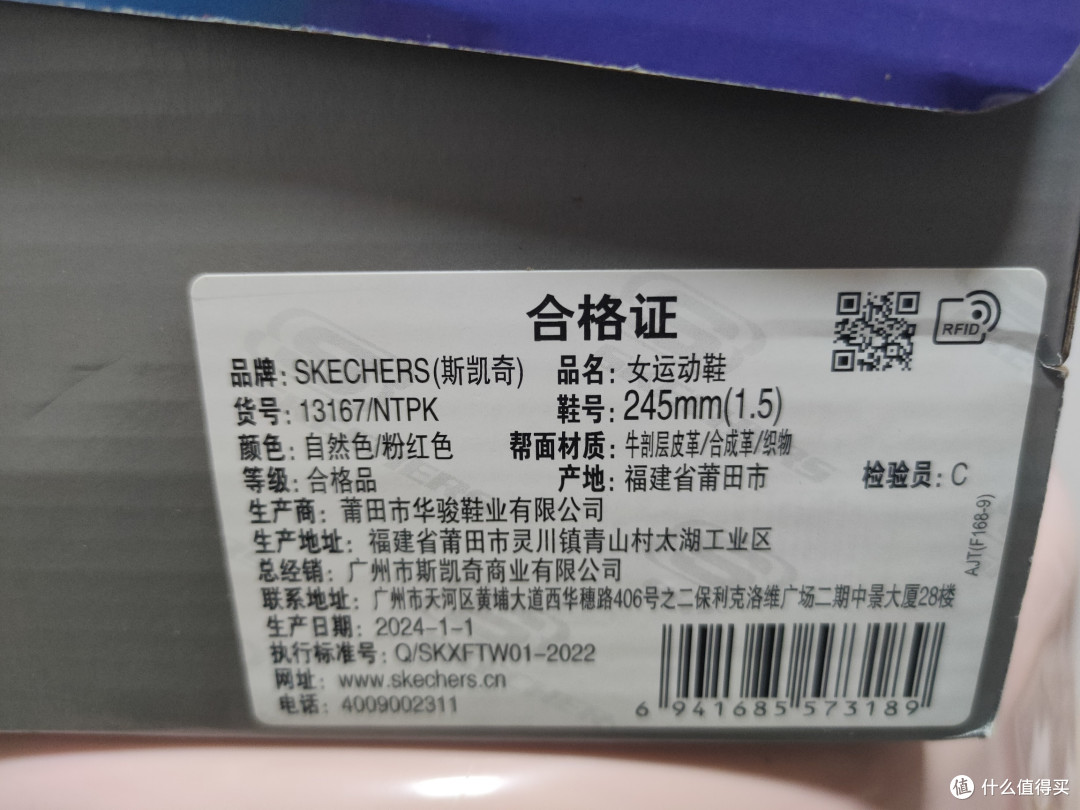 合格证
RFID
品牌: SKECHERS(斯凯奇) 品名: 女运动鞋
货号: 13167/NTPK 鞋号: 245mm(1.5)
颜色: 自然色/粉红色 帮面材质: 牛剖层皮革/合成革/织物
等级: 合格品 产地: 福建省莆田市 检验员: C
生产商: 莆田市华骏鞋业有限公司
生产地址: 福建省莆田市灵川镇青山村太湖工业区
总经销: 广州市斯凯奇商业有限公司
联系地址: 广州市天河区黄埔大道西华穗路406号之二保利克洛维广场二期中景大厦28楼
生产日期: 2024-1-1
执行标准号: Q/SKXFTW01-2022
网址: www.skechers.cn
电话: 4009002311
6 941685 573189
AJT(F168-9)
值 什么值得买